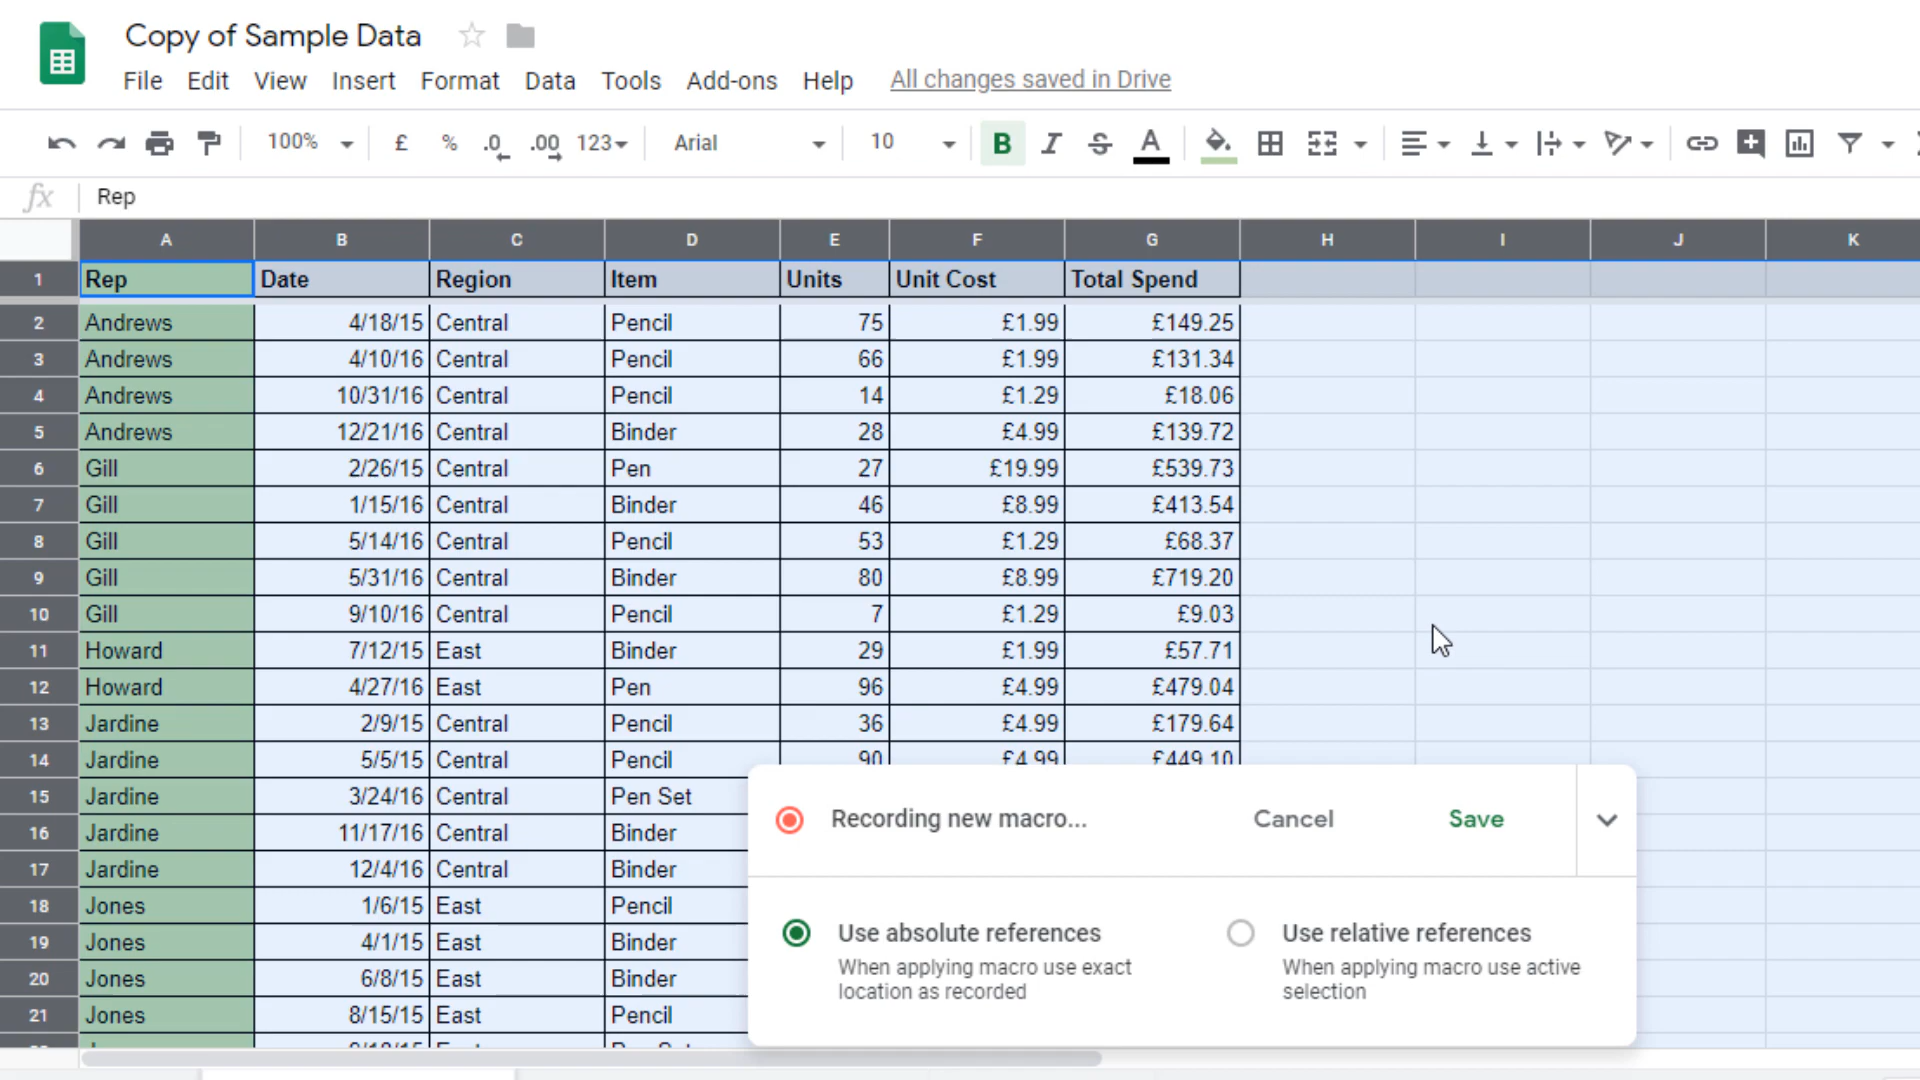 Copy of Sample Data
File Edit View Insert Format Data Tools Add-ons Help All changes saved in Drive
100% £ % .0 .00 123 Arial 10 B I S A
fx Rep
A B C D E F G H I J K
1 Rep Date Region Item Units Unit Cost Total Spend
2 Andrews 4/18/15 Central Pencil 75 £1.99 £149.25
3 Andrews 4/10/16 Central Pencil 66 £1.99 £131.34
4 Andrews 10/31/16 Central Pencil 14 £1.29 £18.06
5 Andrews 12/21/16 Central Binder 28 £4.99 £139.72
6 Gill 2/26/15 Central Pen 27 £19.99 £539.73
7 Gill 1/15/16 Central Binder 46 £8.99 £413.54
8 Gill 5/14/16 Central Pencil 53 £1.29 £68.37
9 Gill 5/31/16 Central Binder 80 £8.99 £719.20
10 Gill 9/10/16 Central Pencil 7 £1.29 £9.03
11 Howard 7/12/15 East Binder 29 £1.99 £57.71
12 Howard 4/27/16 East Pen 96 £4.99 £479.04
13 Jardine 2/9/15 Central Pencil 36 £4.99 £179.64
14 Jardine 5/5/15 Central Pencil 90 £4.99 £449.10
15 Jardine 3/24/16 Central Pen Set
16 Jardine 11/17/16 Central Binder
17 Jardine 12/4/16 Central Binder
18 Jones 1/6/15 East Pencil
19 Jones 4/1/15 East Binder
20 Jones 6/8/15 East Binder
21 Jones 8/15/15 East Pencil
Recording new macro... Cancel Save
Use absolute references
When applying macro use exact
location as recorded
Use relative references
When applying macro use active
selection